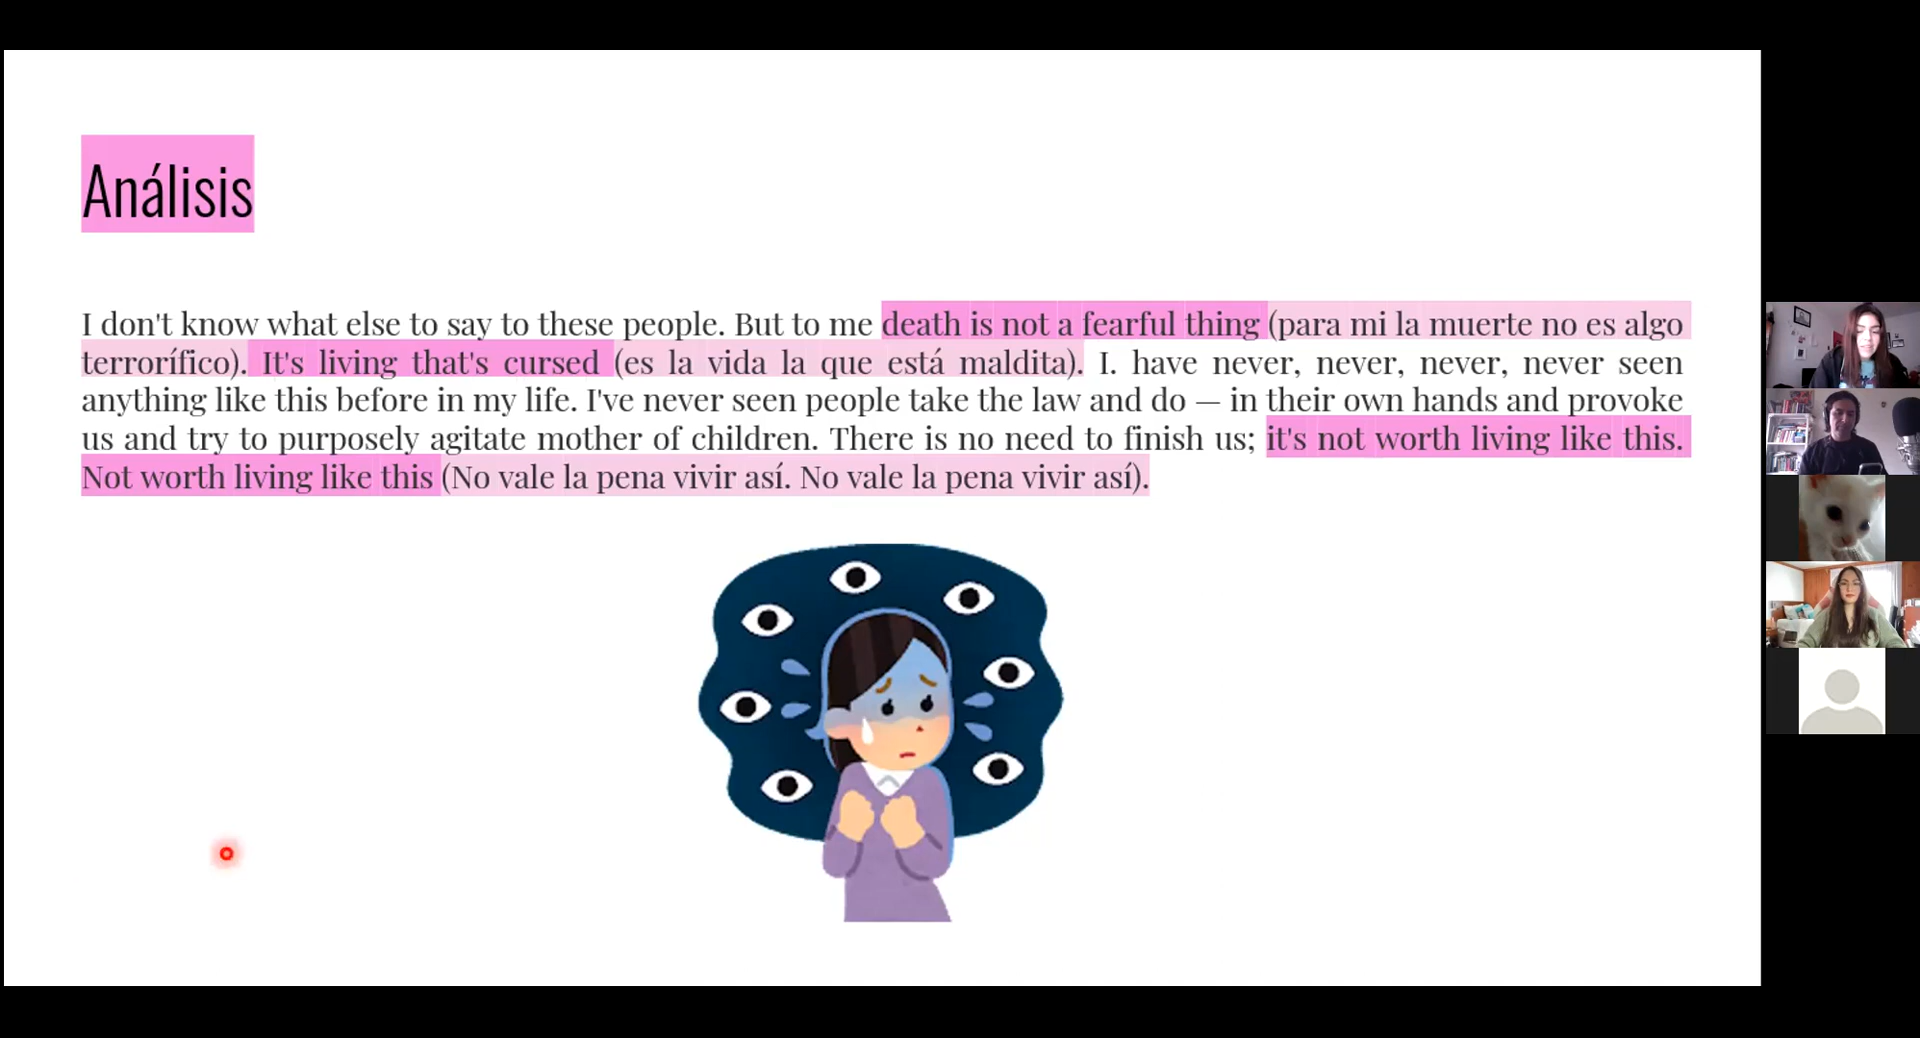 Análisis
I don't know what else to say to these people. But to me death is not a fearful thing (para mi la muerte no es algo
terrorífico). It's living that's cursed (es la vida la que está maldita). I. have never, never, never, never seen
anything like this before in my life. I've never seen people take the law and do — in their own hands and provoke
us and try to purposely agitate mother of children. There is no need to finish us; it's not worth living like this.
Not worth living like this (No vale la pena vivir así. No vale la pena vivir así).